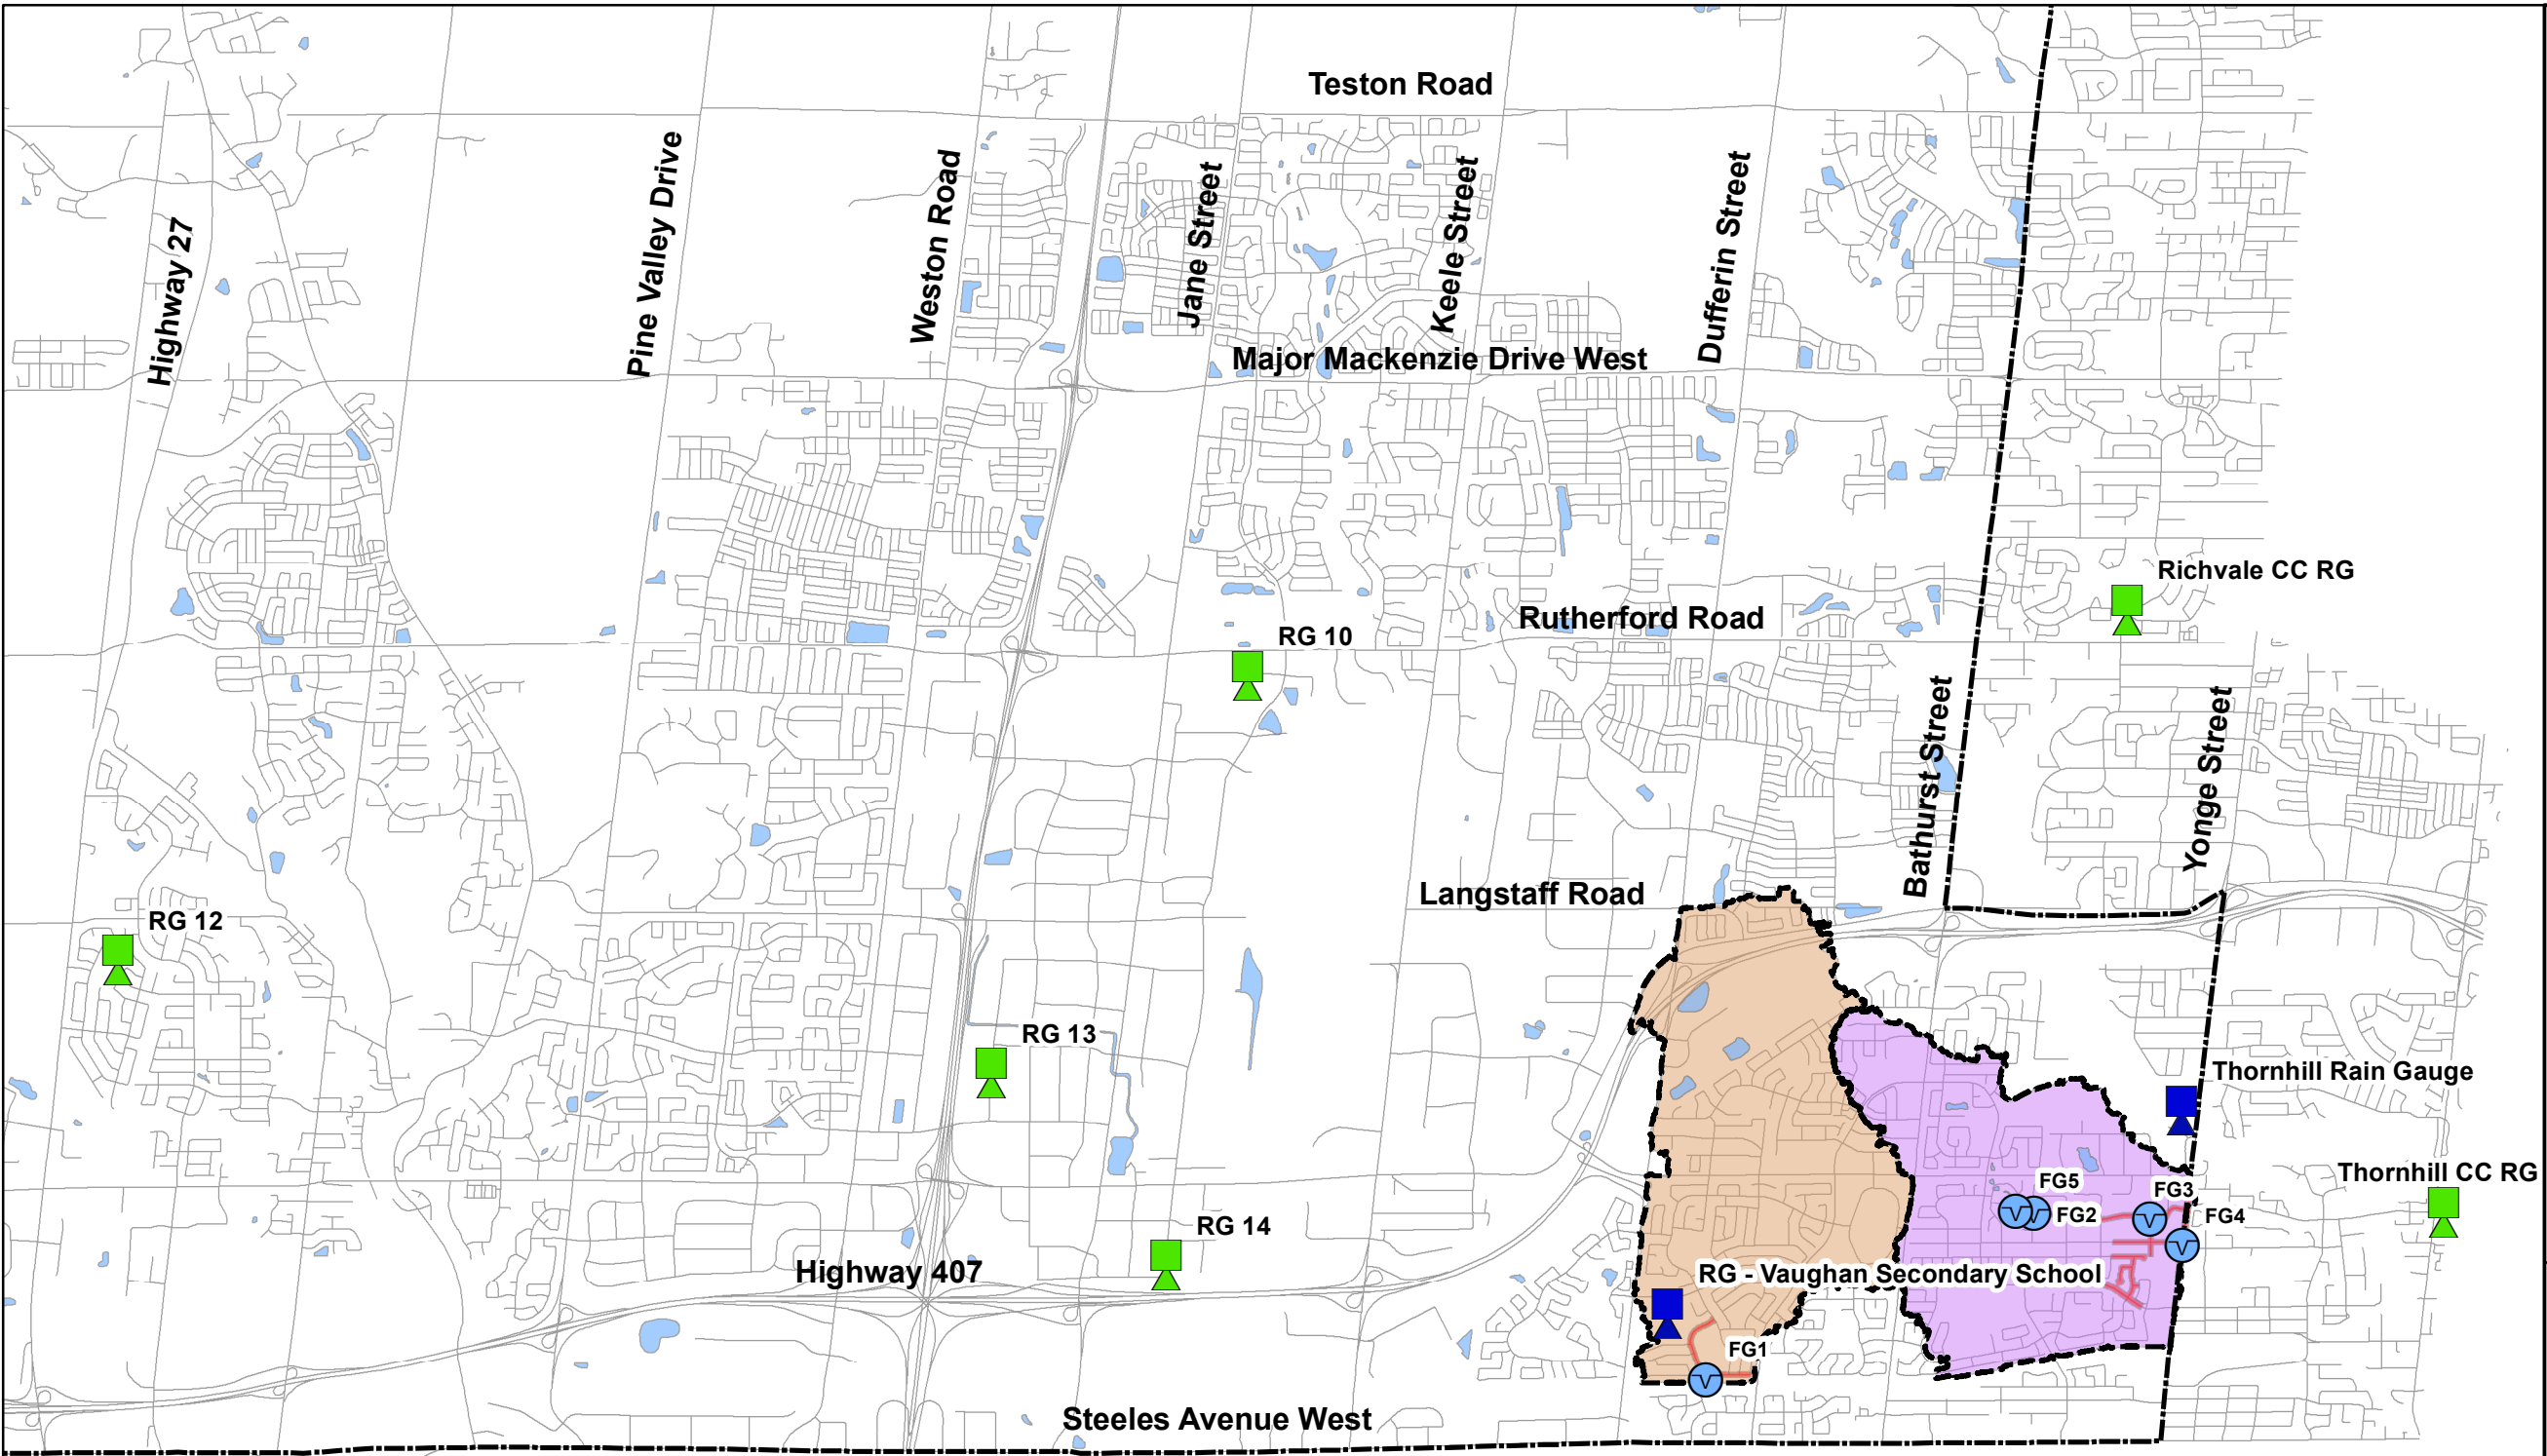 Teston Road
Highway 27
Pine Valley Drive
Weston Road
Jane Street
Keele Street
Dufferin Street
Major Mackenzie Drive West
Richvale CC RG
Rutherford Road
RG 10
Bathurst Street
Yonge Street
Langstaff Road
RG 12
RG 13
Thornhill Rain Gauge
Thornhill CC RG
FG5
FG3
FG2
FG4
RG 14
Highway 407
RG - Vaughan Secondary School
FG1
Steeles Avenue West